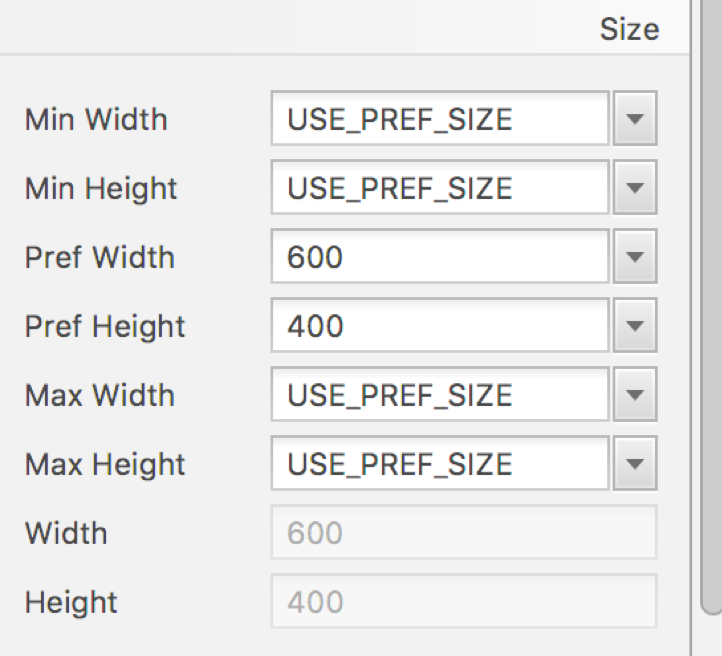 Size
Min Width USE_PREF_SIZE
Min Height USE_PREF_SIZE
Pref Width 600
Pref Height 400
Max Width USE_PREF_SIZE
Max Height USE_PREF_SIZE
Width 600
Height 400